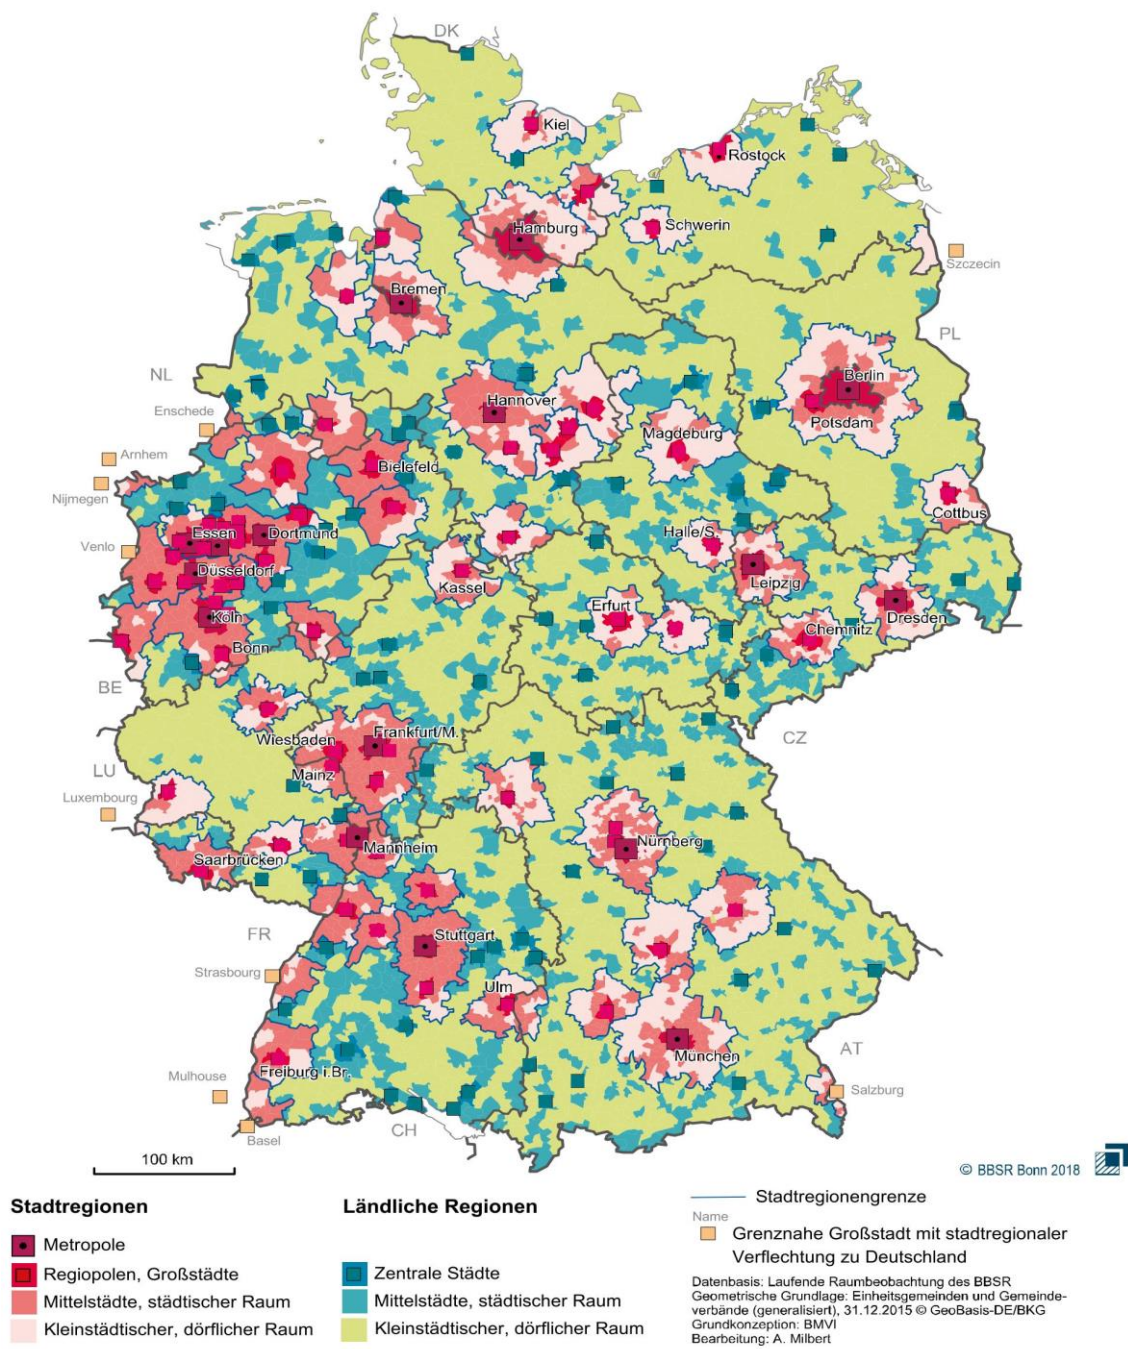 DK
Kiel
Rostock
Hamburg
Schwerin
Szczecin
Bremen
PL
NL
Berlin
Hannover
Enschede
Potsdam
Magdeburg
Arnhem
Bielefeld
Nijmegen
Cottbus
Essen
Dortmund
Halle/S.
Venlo
Düsseldorf
Leipzig
Kassel
Erfurt
Köln
Dresden
Chemnitz
Bonn
BE
Wiesbaden
Frankfurt/M.
CZ
LU
Mainz
Luxembourg
Nürnberg
Mannheim
Saarbrücken
FR
Stuttgart
Strasbourg
Ulm
AT
München
Freiburg i.Br.
Mulhouse
Salzburg
CH
Basel
100 km
© BBSR Bonn 2018
Stadtregionen
Metropole
Regiopolen, Großstädte
Mittelstädte, städtischer Raum
Kleinstädtischer, dörflicher Raum
Ländliche Regionen
Zentrale Städte
Mittelstädte, städtischer Raum
Kleinstädtischer, dörflicher Raum
Stadtregionengrenze
Name
Grenznahe Großstadt mit stadtregionaler
Verflechtung zu Deutschland
Datenbasis: Laufende Raumbeobachtung des BBSR
Geometrische Grundlage: Einheitsgemeinden und Gemeinde-
verbände (generalisiert), 31.12.2015 © GeoBasis-DE/BKG
Grundkonzeption: BMVI
Bearbeitung: A. Milbert